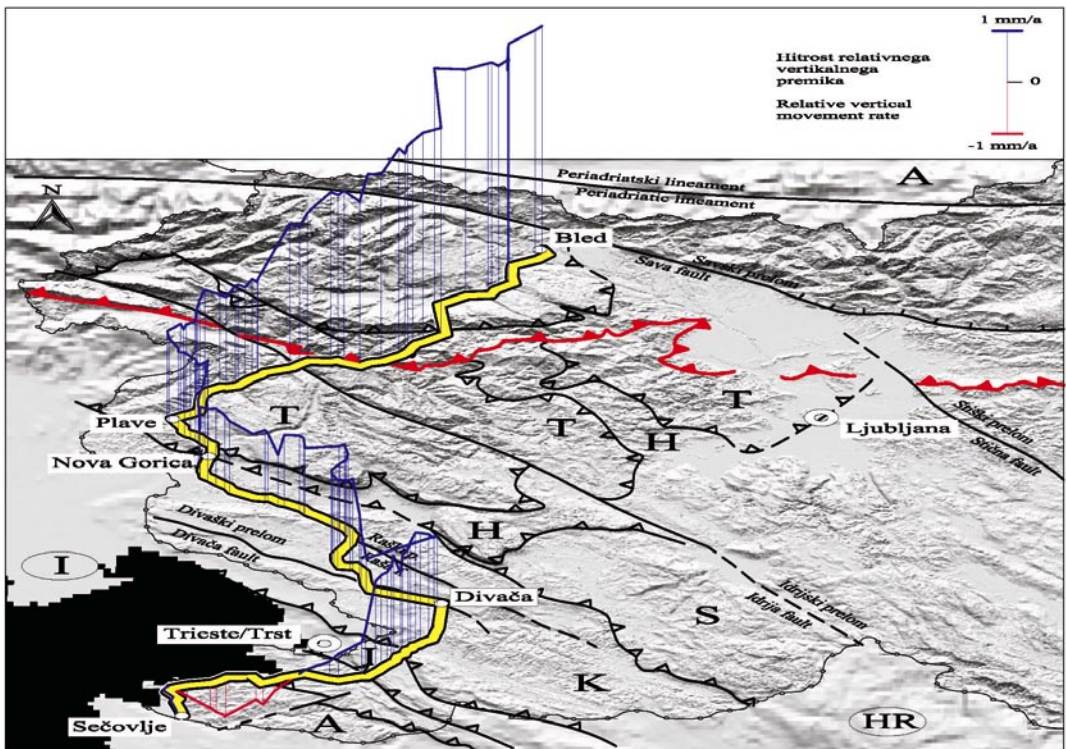 1 mm/a
Hitrost relativnega
vertikalnega
premika
0
Relative vertical
movement rate
-1 mm/a
N
Periadriatski lineament
Periadriatic lineament
A
Bled
Savski prelom
Sava fault
T
T
T
H
Ljubljana
Stiški prelom
Stična fault
Plave
Nova Gorica
H
Divaški prelom
Divača fault
I
Divača
Idrijski prelom
Idrija fault
S
Trieste/Trst
I
K
Sečovlje
A
HR